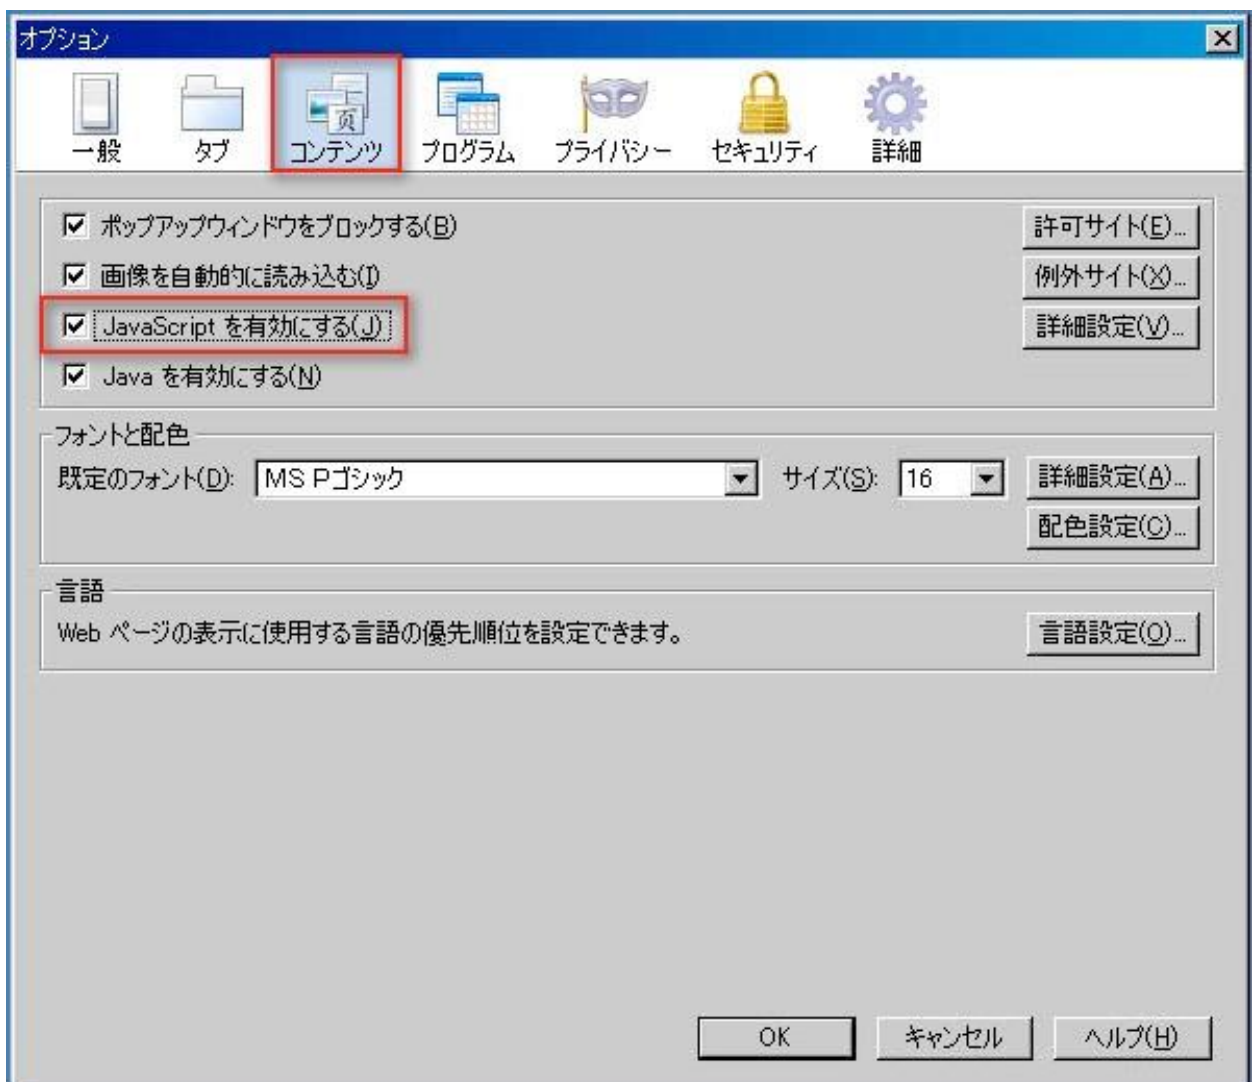 オプション
一般 タブ コンテンツ プログラム プライバシー セキュリティ 詳細
页
ポップアップウィンドウをブロックする(B) 許可サイト(E)...
画像を自動的に読み込む(I) 例外サイト(X)...
JavaScript を有効にする(J) 詳細設定(V)...
Java を有効にする(N)
フォントと配色
既定のフォント(D): MS Pゴシック サイズ(S): 16 詳細設定(A)...
配色設定(C)...
言語
Web ページの表示に使用する言語の優先順位を設定できます。 言語設定(O)...
OK キャンセル ヘルプ(H)